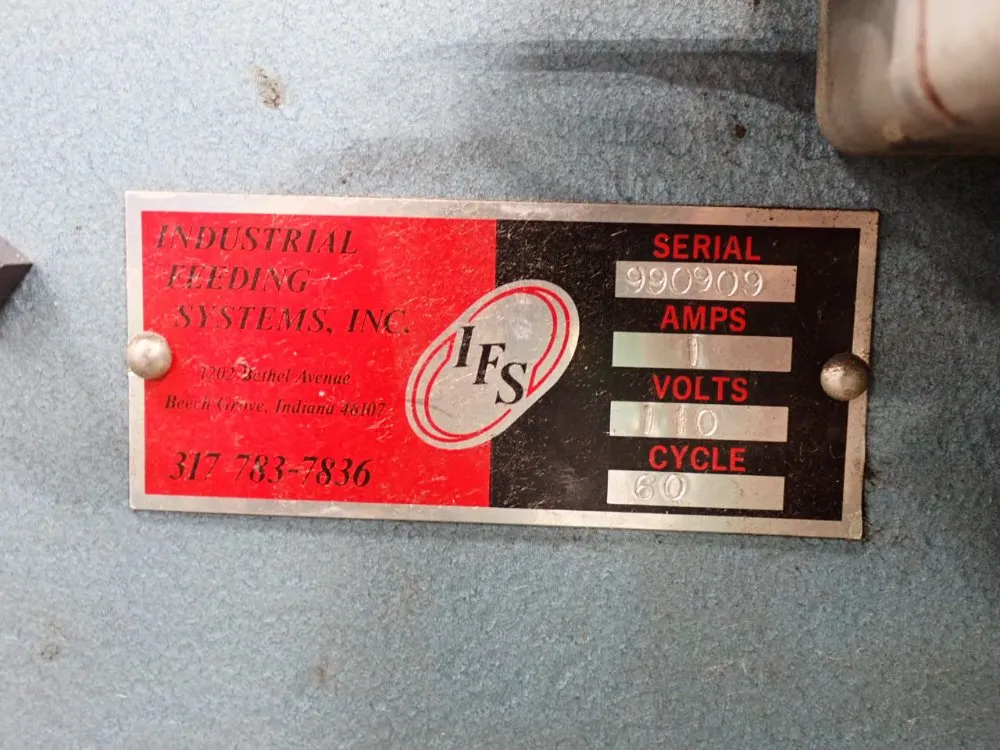 INDUSTRIAL
FEEDING
SYSTEMS, INC.
1202 Bethel Avenue
Beech Grove, Indiana 46107
317 783-7836
IFS
SERIAL
990909
AMPS
1
VOLTS
110
CYCLE
60